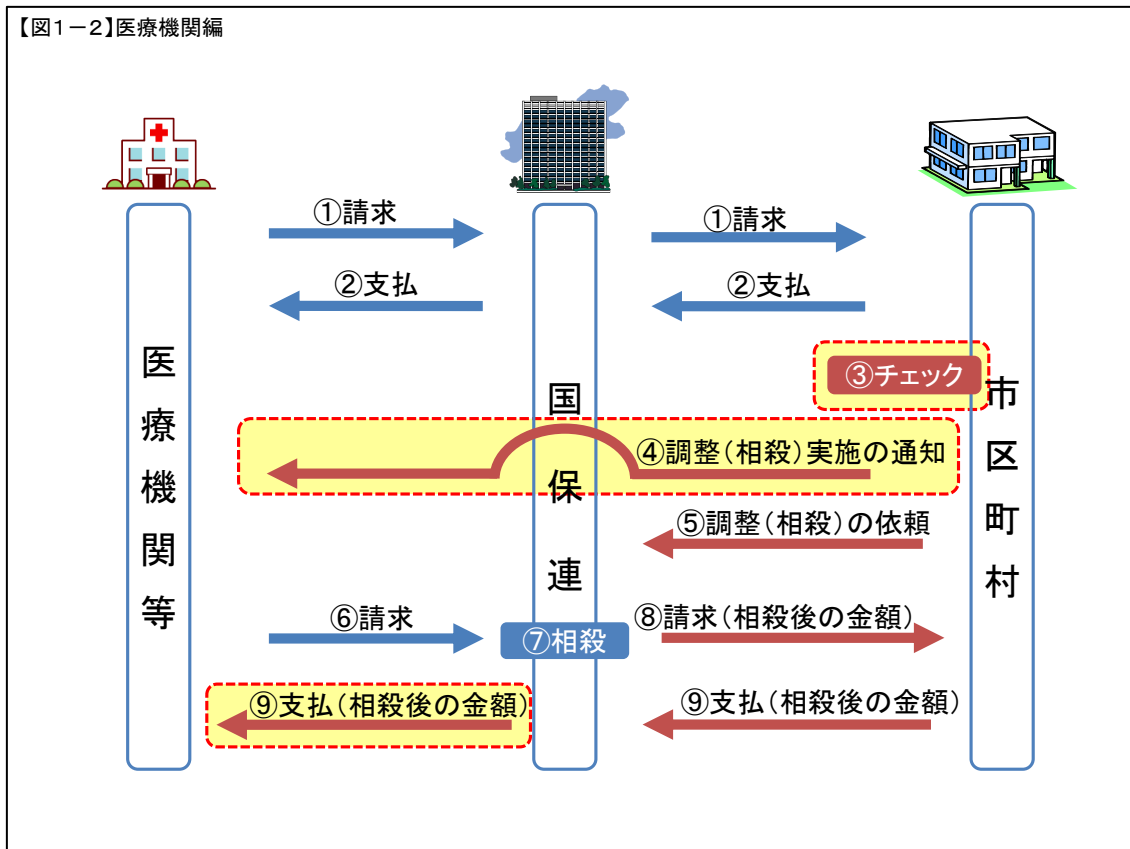 【図1－2】医療機関編
①請求
①請求
②支払
②支払
医療機関等
国保連
市区町村
③チェック
④調整(相殺)実施の通知
⑤調整(相殺)の依頼
⑥請求
⑦相殺
⑧請求(相殺後の金額)
⑨支払(相殺後の金額)
⑨支払(相殺後の金額)